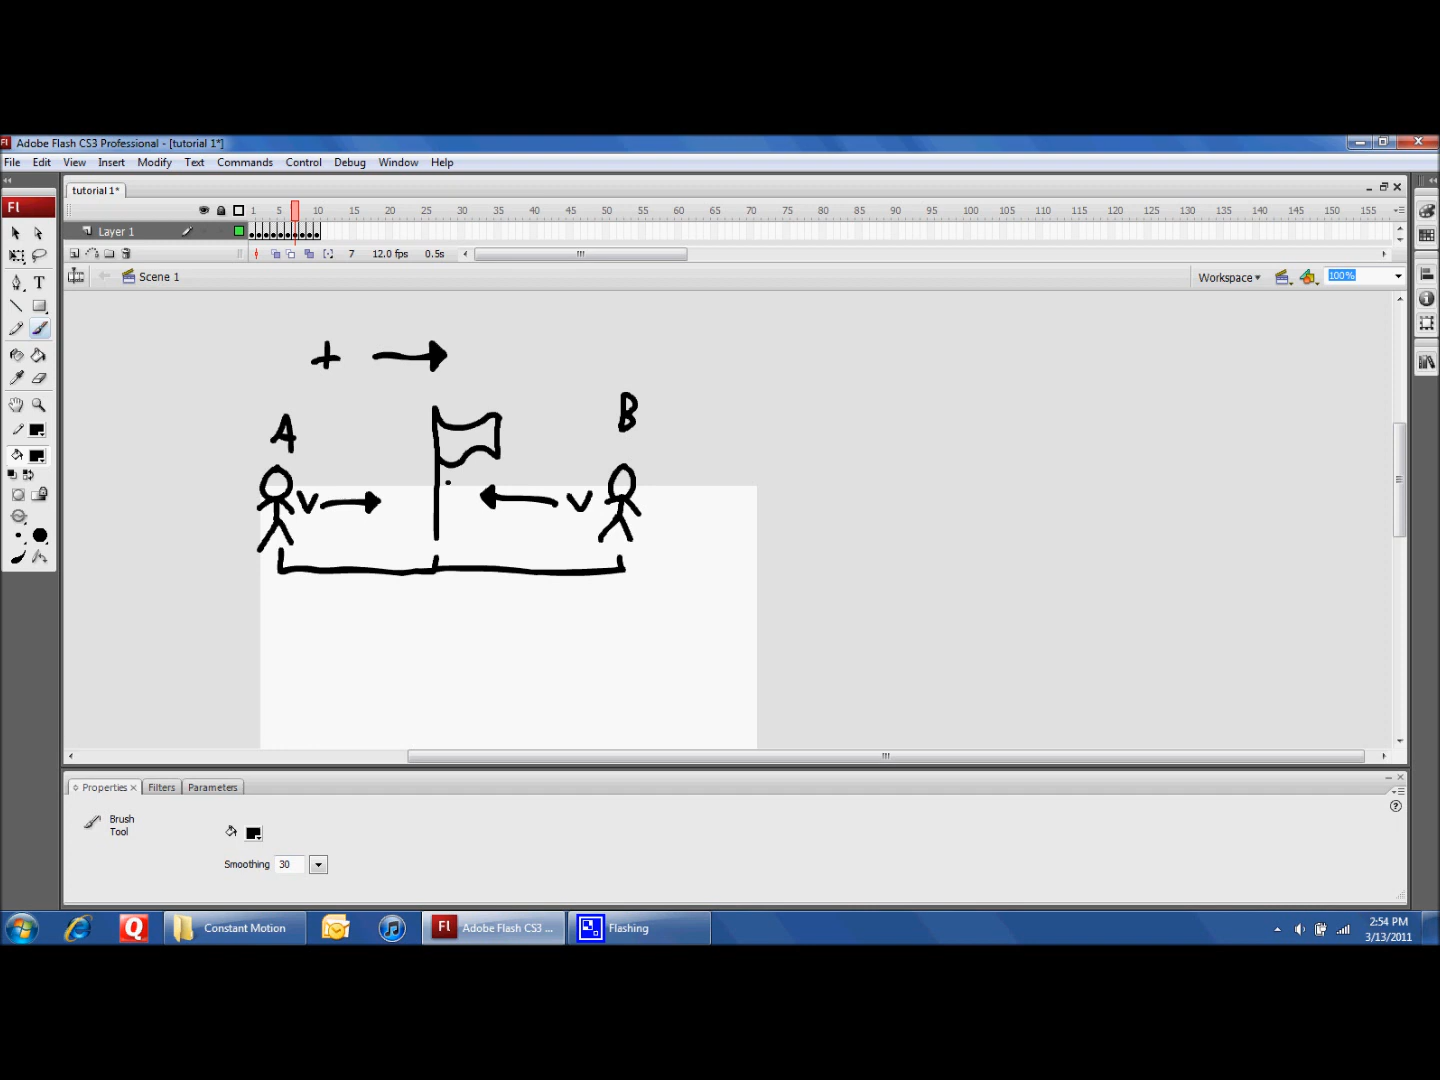 Fl Adobe Flash CS3 Professional - [tutorial 1*]
File Edit View Insert Modify Text Commands Control Debug Window Help
tutorial 1*
Fl
1 5 10 15 20 25 30 35 40 45 50 55 60 65 70 75 80 85 90 95 100 105 110 115 120 125 130 135 140 145 150 155
Layer 1
7 12.0 fps 0.5s
Scene 1
Workspace
100%
T
+
A
B
V
V
Properties × Filters Parameters
Brush
Tool
Smoothing 30
Q
Constant Motion
Fl Adobe Flash CS3 ...
Flashing
2:54 PM
3/13/2011